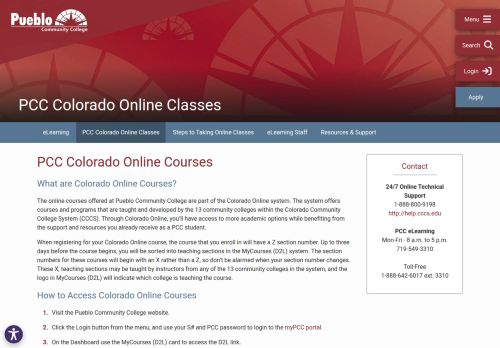 Pueblo
Community College
Menu
Search
Login
Apply
PCC Colorado Online Classes
eLearning
PCC Colorado Online Classes
Steps to Taking Online Classes
eLearning Staff
Resources & Support
PCC Colorado Online Courses
What are Colorado Online Courses?
The online courses offered at Pueblo Community College are part of the Colorado Online system. The system offers
courses and programs that are taught and developed by the 13 community colleges within the Colorado Community
College System (CCCS). Through Colorado Online, you'll have access to more academic options while benefiting from
the support and resources you already receive as a PCC student.
When registering for your Colorado Online course, the course that you enroll in will have a Z section number. Up to three
days before the course begins, you will be sorted into teaching sections in the MyCourses (D2L) system. The section
numbers for these courses will begin with an X rather than a Z, so don't be alarmed when your section number changes.
These X, teaching sections may be taught by instructors from any of the 13 community colleges in the system, and the
logo in MyCourses (D2L) will indicate which college is teaching the course.
How to Access Colorado Online Courses
1. Visit the Pueblo Community College website.
2. Click the Login button from the menu, and use your S# and PCC password to login to the myPCC portal.
3. On the Dashboard use the MyCourses (D2L) card to access the D2L link.
Contact
24/7 Online Technical
Support
1-888-800-9198
http://help.cccs.edu
PCC eLearning
Mon-Fri - 8 a.m. to 5 p.m.
719-549-3310
Toll-Free
1-888-642-6017 ext. 3310